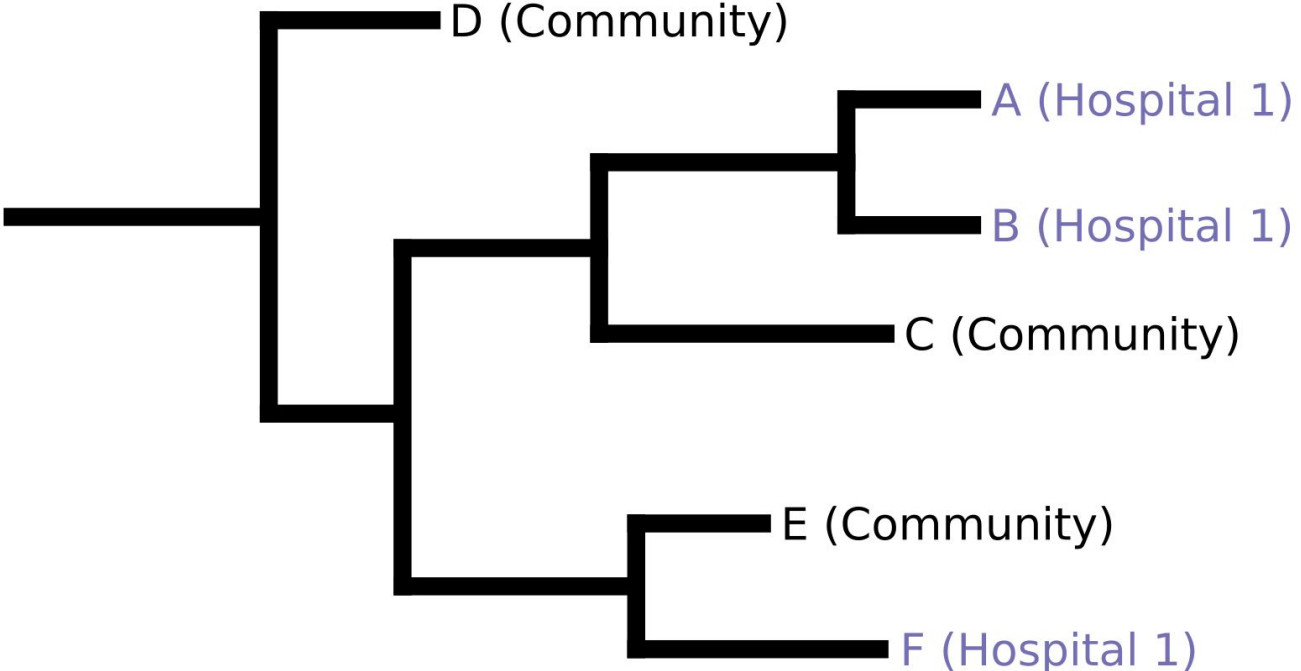 D (Community)
A (Hospital 1)
B (Hospital 1)
C (Community)
E (Community)
F (Hospital 1)